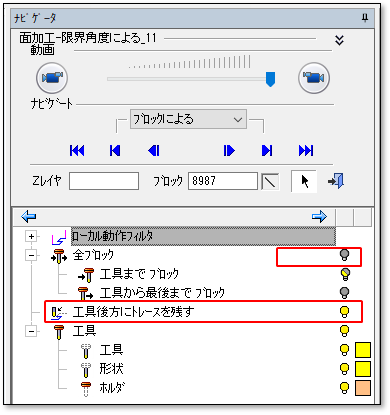 ﾅﾋﾞｹﾞｰﾀ
面加工-限界角度による_11
動画
ﾅﾋﾞｹﾞｰﾄ
ﾌﾞﾛｯｸによる
Zﾚｲﾔ ﾌﾞﾛｯｸ 8987
ﾛｰｶﾙ動作ﾌｨﾙﾀ
全ﾌﾞﾛｯｸ
工具まで ﾌﾞﾛｯｸ
工具から最後まで ﾌﾞﾛｯｸ
工具後方にﾄﾚｰｽを残す
工具
工具
形状
ﾎﾙﾀﾞ